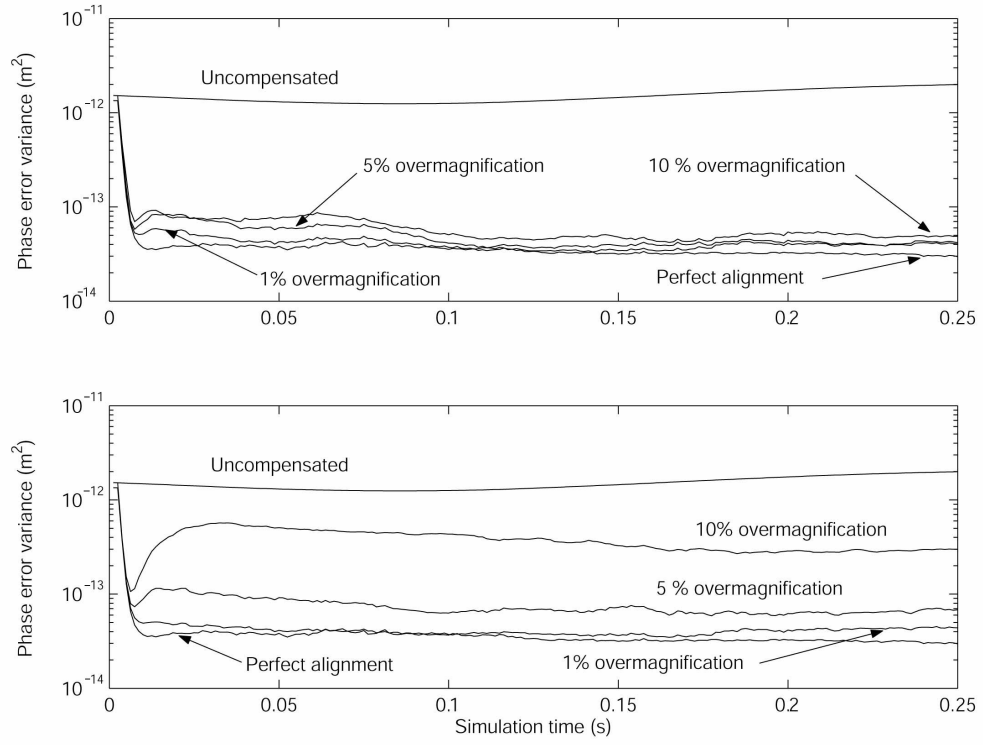 10⁻¹¹
Uncompensated
10⁻¹²
5% overmagnification
10 % overmagnification
10⁻¹³
1% overmagnification
Perfect alignment
10⁻¹⁴
0 0.05 0.1 0.15 0.2 0.25
Phase error variance (m²)
10⁻¹¹
Uncompensated
10⁻¹²
10% overmagnification
5 % overmagnification
10⁻¹³
Perfect alignment
1% overmagnification
10⁻¹⁴
0 0.05 0.1 0.15 0.2 0.25
Phase error variance (m²)
Simulation time (s)